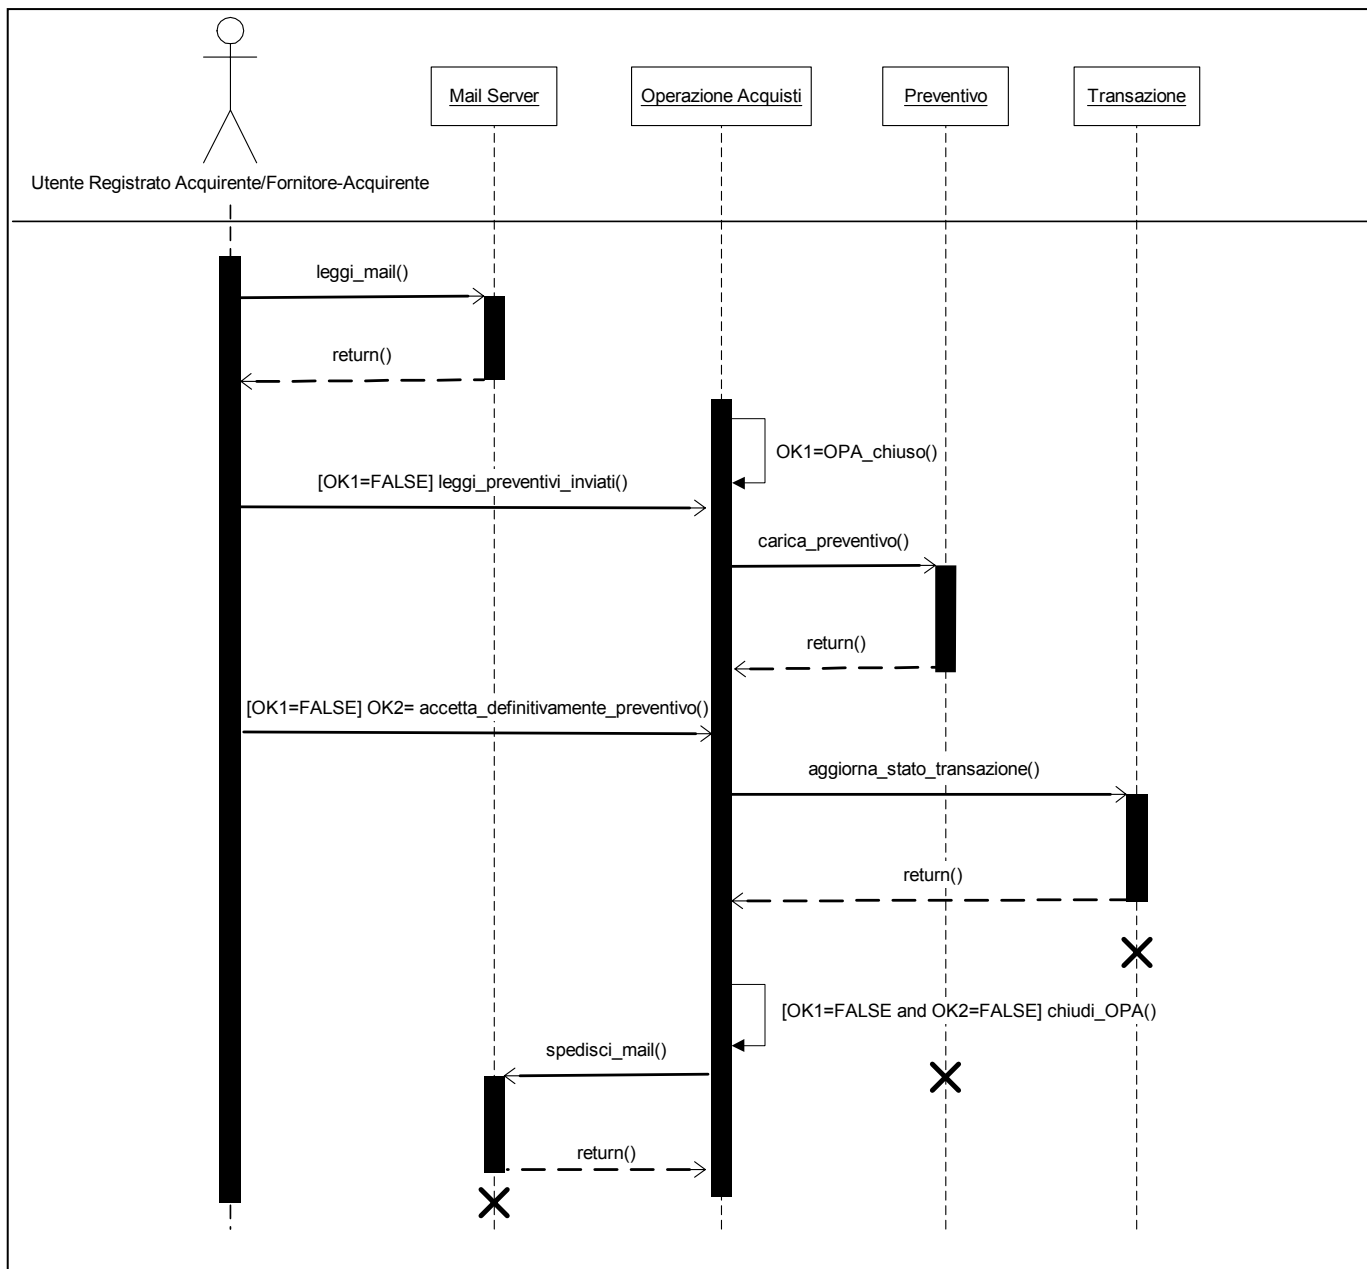 Mail Server
Operazione Acquisti
Preventivo
Transazione
Utente Registrato Acquirente/Fornitore-Acquirente
leggi_mail()
return()
OK1=OPA_chiuso()
[OK1=FALSE] leggi_preventivi_inviati()
carica_preventivo()
return()
[OK1=FALSE] OK2= accetta_definitivamente_preventivo()
aggiorna_stato_transazione()
return()
[OK1=FALSE and OK2=FALSE] chiudi_OPA()
spedisci_mail()
return()